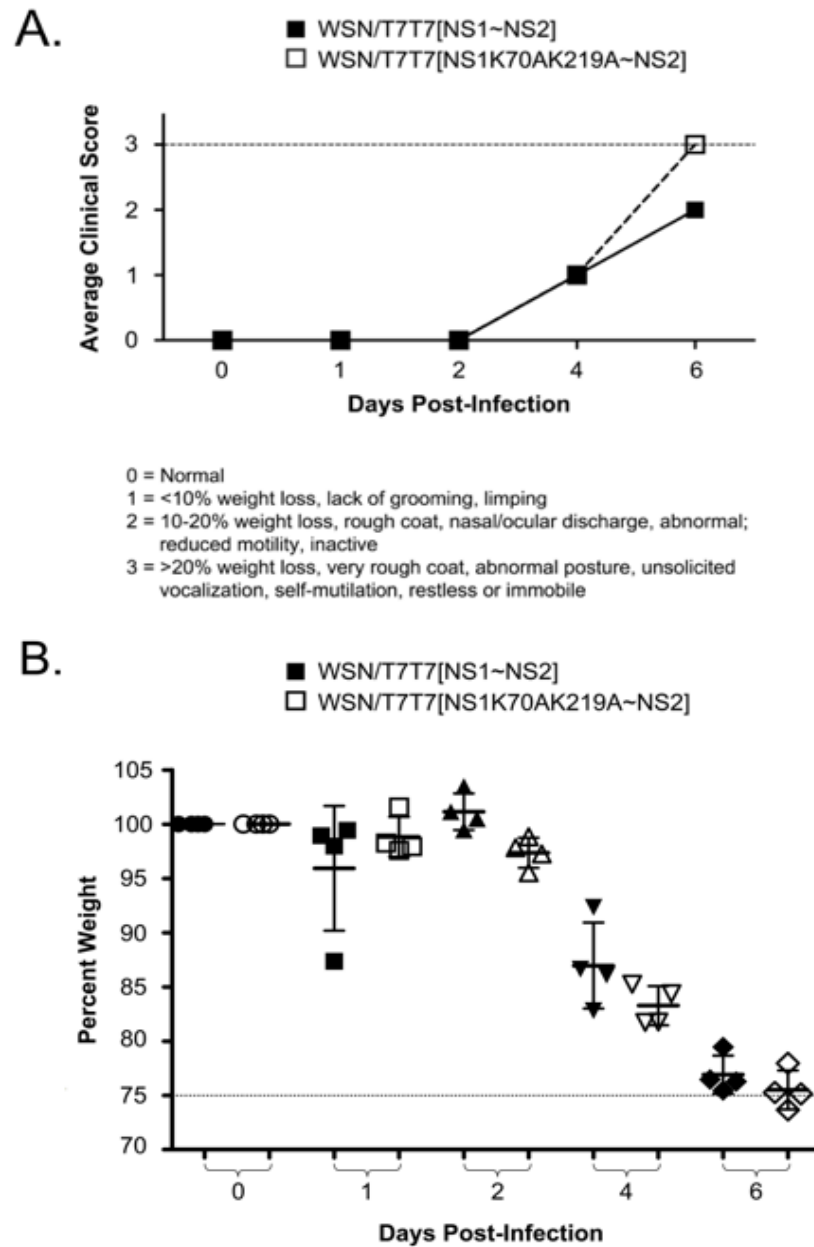 A.
WSN/T7T7[NS1~NS2]
WSN/T7T7[NS1K70AK219A~NS2]
Average Clinical Score
3
2
1
0
0 1 2 4 6
Days Post-Infection
0 = Normal
1 = <10% weight loss, lack of grooming, limping
2 = 10-20% weight loss, rough coat, nasal/ocular discharge, abnormal;
reduced motility, inactive
3 = >20% weight loss, very rough coat, abnormal posture, unsolicited
vocalization, self-mutilation, restless or immobile
B.
WSN/T7T7[NS1~NS2]
WSN/T7T7[NS1K70AK219A~NS2]
Percent Weight
105
100
95
90
85
80
75
70
0 1 2 4 6
Days Post-Infection